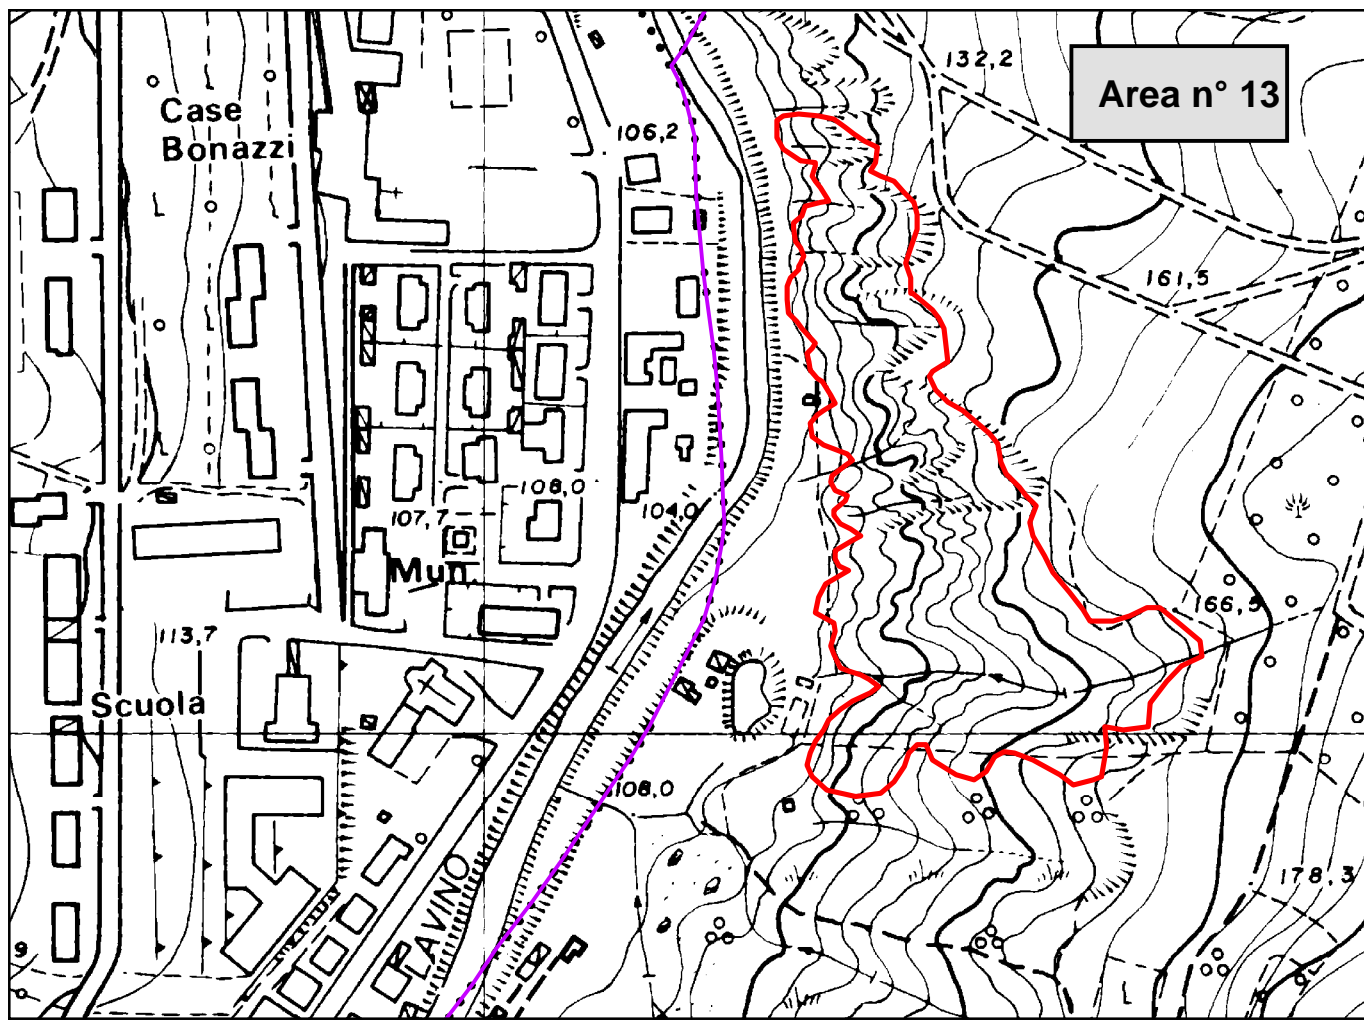 132,2
Area n° 13
Case
Bonazzi
106,2
161,5
108,0
107,7
104,0
Mun.
166,5
113,7
Scuola
108,0
LAVINO
178,3
9